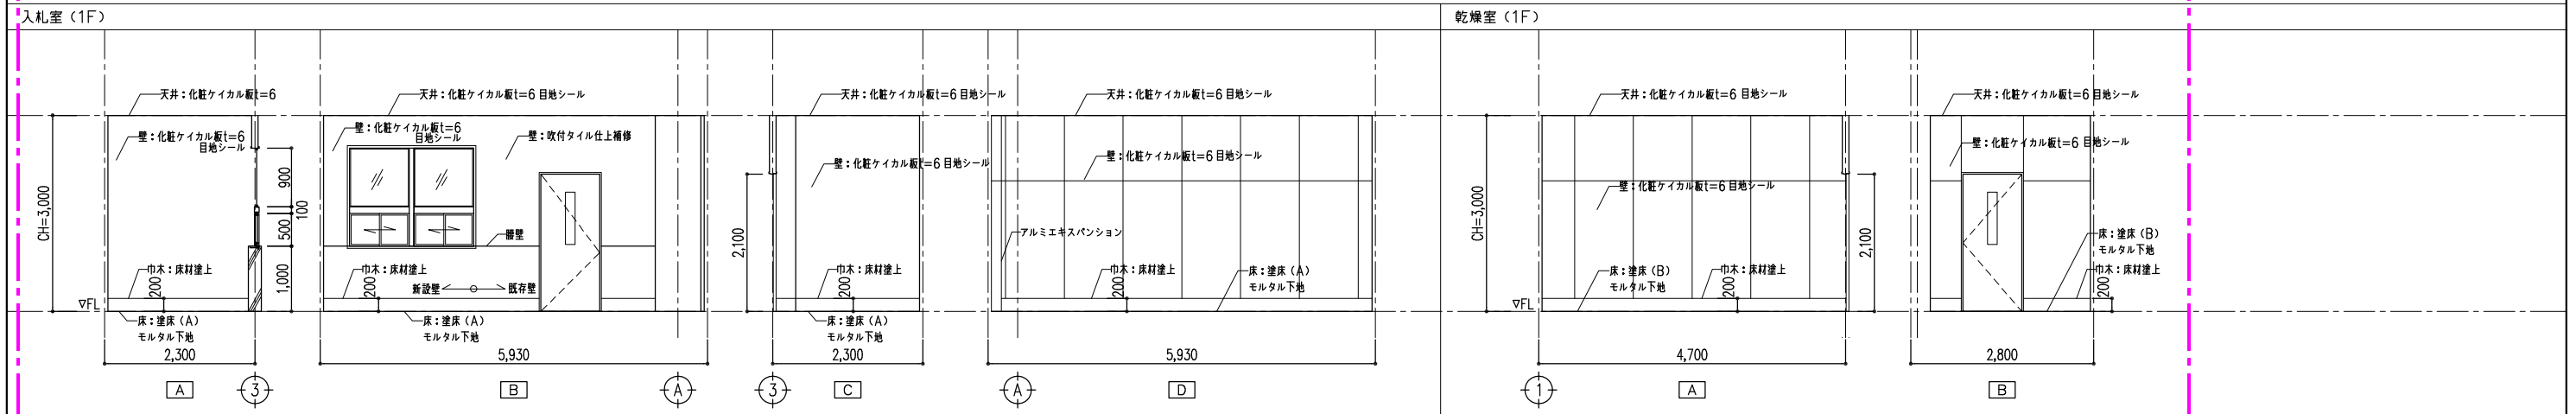 入札室（1F）
乾燥室（1F）
天井：化粧ケイカル板t=6
壁：化粧ケイカル板t=6
目地シール
CH=3,000
900
100
500
1,000
巾木：床材塗上
200
▽FL
床：塗床（A）
モルタル下地
2,300
A
3
天井：化粧ケイカル板t=6 目地シール
壁：化粧ケイカル板t=6
目地シール
壁：吹付タイル仕上補修
腰壁
巾木：床材塗上
200
新設壁
既存壁
床：塗床（A）
モルタル下地
5,930
B
A
天井：化粧ケイカル板t=6 目地シール
壁：化粧ケイカル板t=6 目地シール
2,100
巾木：床材塗上
200
床：塗床（A）
モルタル下地
2,300
3
C
天井：化粧ケイカル板t=6 目地シール
壁：化粧ケイカル板t=6 目地シール
アルミエキスパンション
巾木：床材塗上
200
床：塗床（A）
モルタル下地
5,930
A
D
天井：化粧ケイカル板t=6 目地シール
壁：化粧ケイカル板t=6 目地シール
CH=3,000
2,100
床：塗床（B）
モルタル下地
巾木：床材塗上
200
▽FL
4,700
1
A
天井：化粧ケイカル板t=6 目地シール
壁：化粧ケイカル板t=6 目地シール
床：塗床（B）
モルタル下地
巾木：床材塗上
200
2,800
B